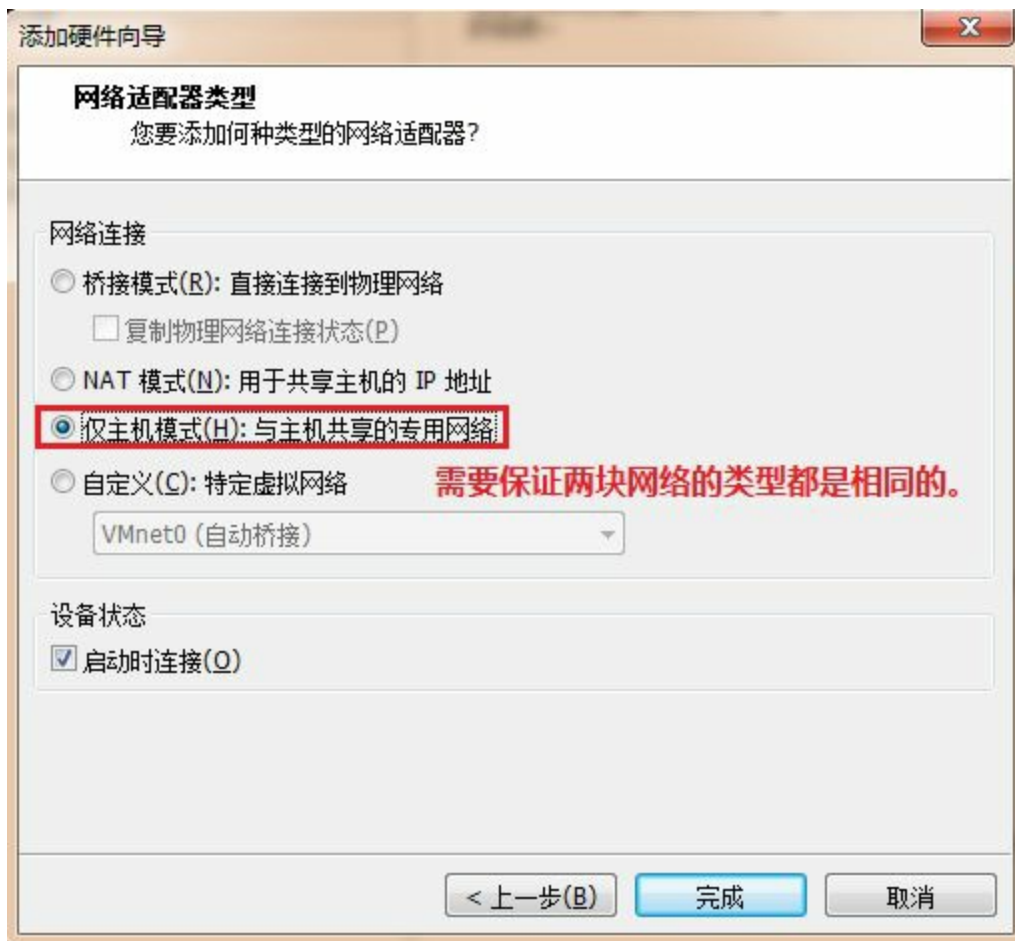 添加硬件向导
网络适配器类型
您要添加何种类型的网络适配器?
网络连接
桥接模式(R): 直接连接到物理网络
复制物理网络连接状态(P)
NAT 模式(N): 用于共享主机的 IP 地址
仅主机模式(H): 与主机共享的专用网络
自定义(C): 特定虚拟网络
需要保证两块网络的类型都是相同的。
VMnet0 (自动桥接)
设备状态
启动时连接(O)
< 上一步(B)
完成
取消